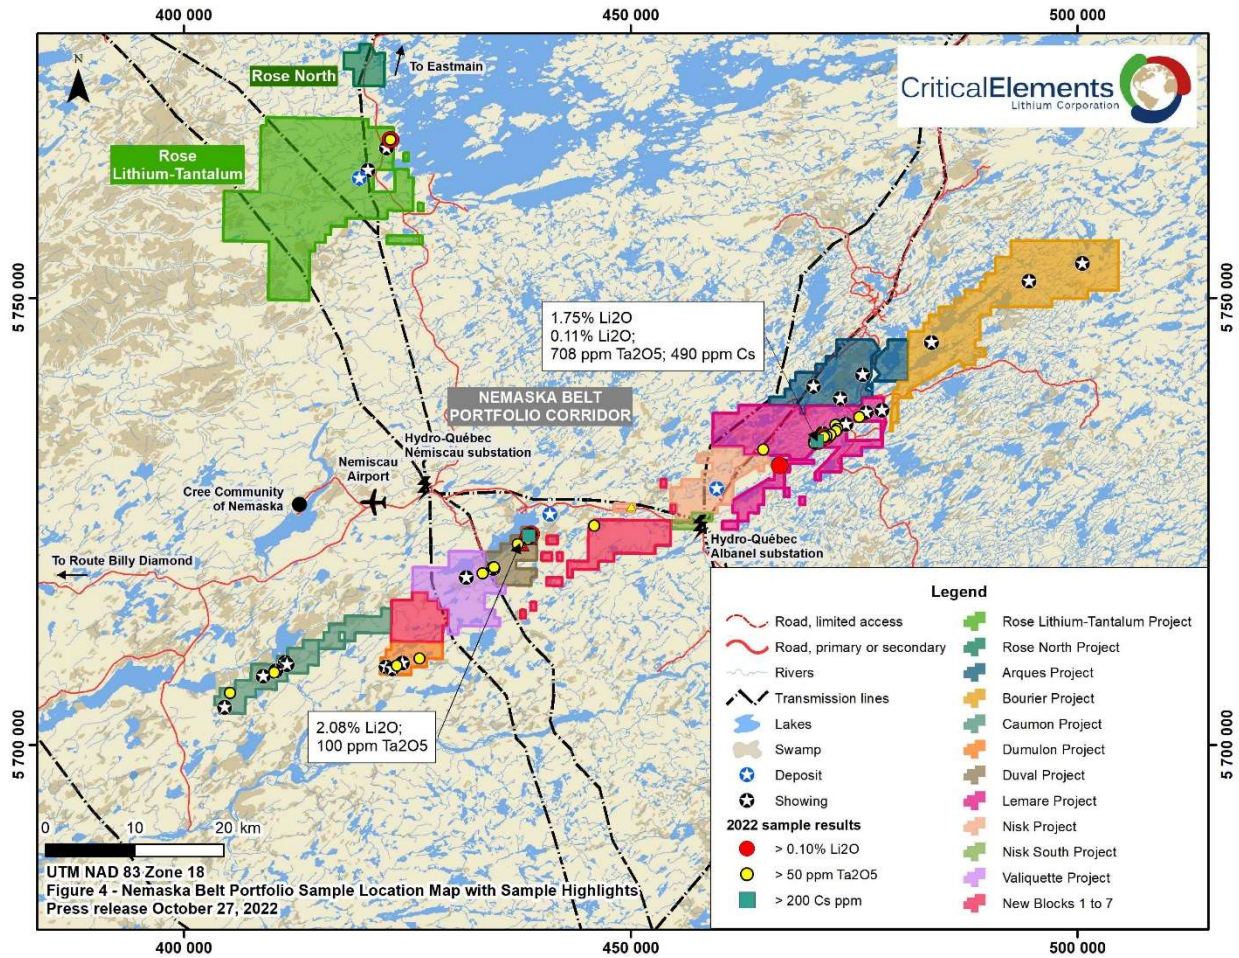 400 000
450 000
500 000
N
To Eastmain
Rose North
CriticalElements
Lithium Corporation
Rose
Lithium-Tantalum
5 750 000
5 750 000
1.75% Li2O
0.11% Li2O;
708 ppm Ta2O5; 490 ppm Cs
NEMASKA BELT
PORTFOLIO CORRIDOR
Hydro-Québec
Némiscau substation
Nemiscau
Airport
Cree Community
of Nemaska
Hydro-Québec
Albanel substation
To Route Billy Diamond
2.08% Li2O;
100 ppm Ta2O5
5 700 000
5 700 000
Legend
Road, limited access
Road, primary or secondary
Rivers
Transmission lines
Lakes
Swamp
Deposit
Showing
2022 sample results
> 0.10% Li2O
> 50 ppm Ta2O5
> 200 Cs ppm
Rose Lithium-Tantalum Project
Rose North Project
Arques Project
Bourier Project
Caumon Project
Dumulon Project
Duval Project
Lemare Project
Nisk Project
Nisk South Project
Valiquette Project
New Blocks 1 to 7
0 10 20 km
UTM NAD 83 Zone 18
Figure 4 - Nemaska Belt Portfolio Sample Location Map with Sample Highlights
Press release October 27, 2022
400 000
450 000
500 000